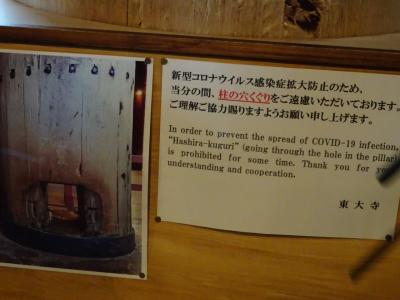 新型コロナウイルス感染症拡大防止のため、
当分の間、柱の穴くぐりをご遠慮いただいております。
ご理解ご協力賜りますようお願い申し上げます。
In order to prevent the spread of COVID-19 infection,
"Hashira-kuguri" (going through the hole in the pillar)
is prohibited for some time. Thank you for
understanding and cooperation.
東大寺